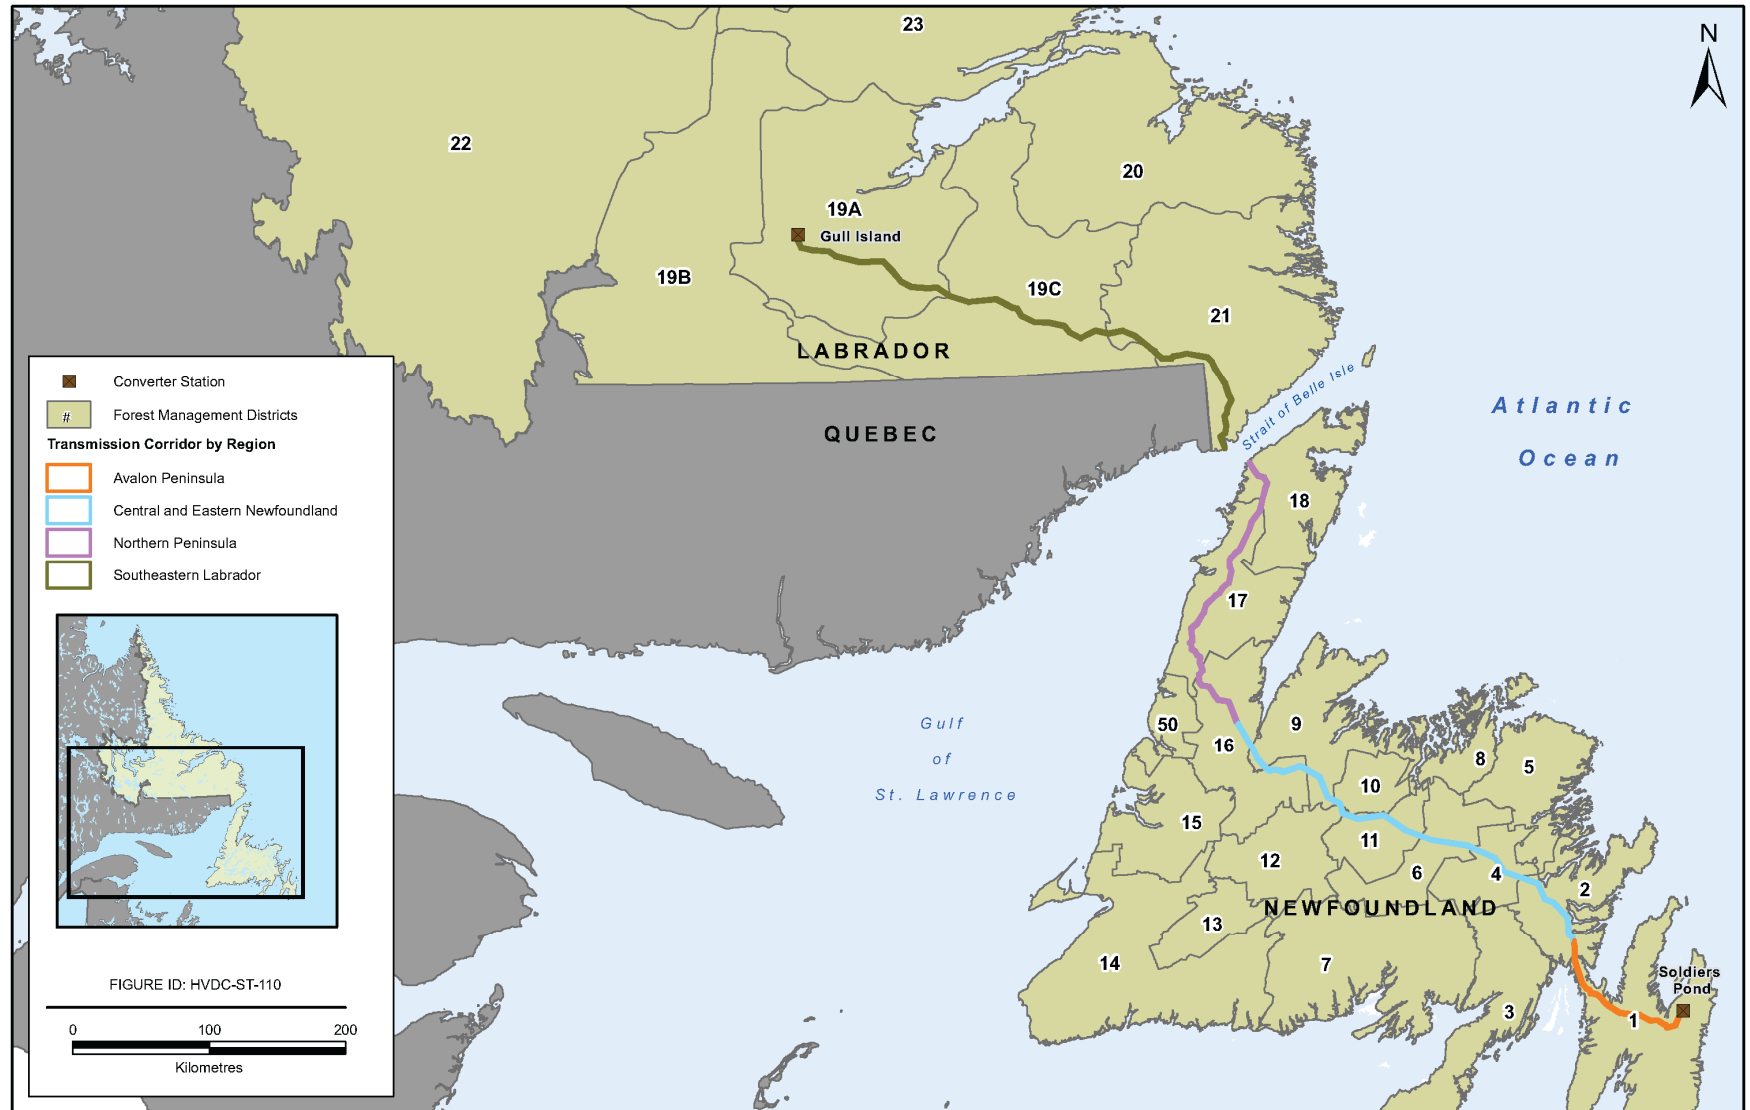 23
N
22
20
19A
Gull Island
19B
19C
21
LABRADOR
Strait of Belle Isle
QUEBEC
Atlantic
Ocean
18
17
50
9
16
8
5
10
15
11
12
6
4
2
NEWFOUNDLAND
13
14
7
3
Soldiers
Pond
1
Gulf
of
St. Lawrence
Converter Station
# Forest Management Districts
Transmission Corridor by Region
Avalon Peninsula
Central and Eastern Newfoundland
Northern Peninsula
Southeastern Labrador
FIGURE ID: HVDC-ST-110
0 100 200
Kilometres